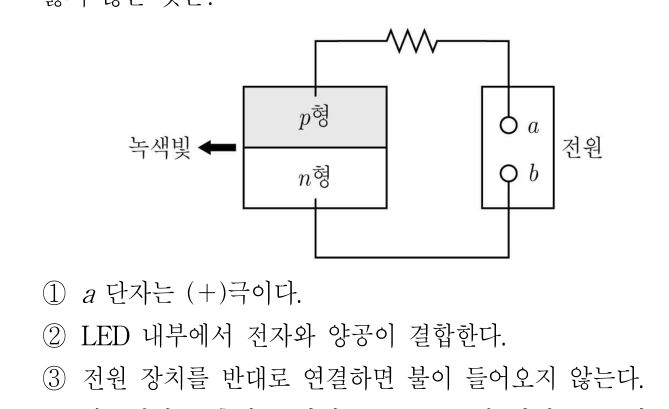 p형
a
녹색빛
전원
n형
b
① a 단자는 (+)극이다.
② LED 내부에서 전자와 양공이 결합한다.
③ 전원 장치를 반대로 연결하면 불이 들어오지 않는다.